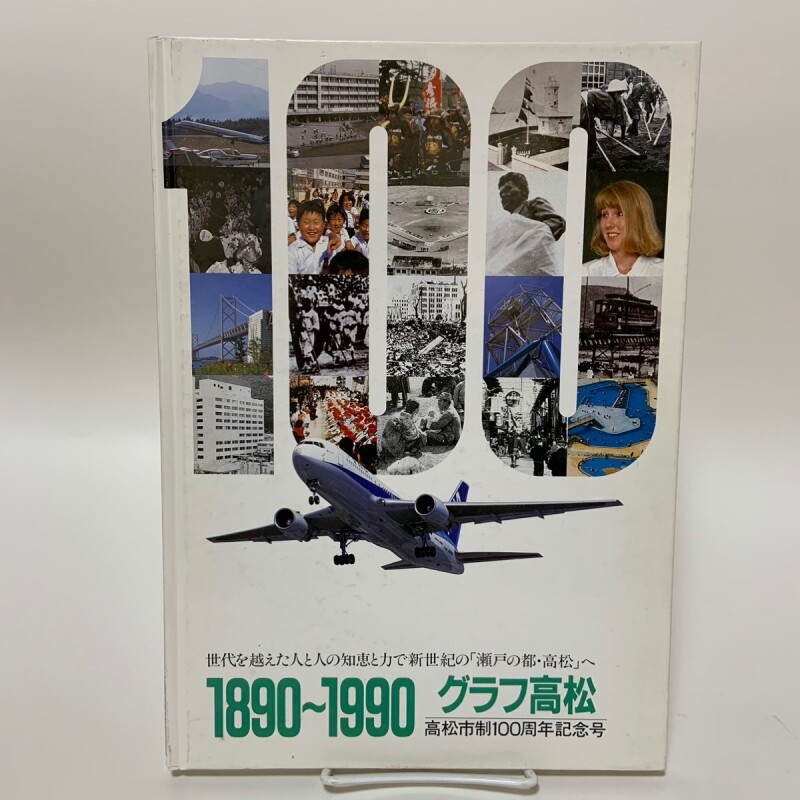 100
世代を越えた人と人の知恵と力で新世紀の「瀬戸の都・高松」へ
1890~1990
グラフ高松
高松市制100周年記念号